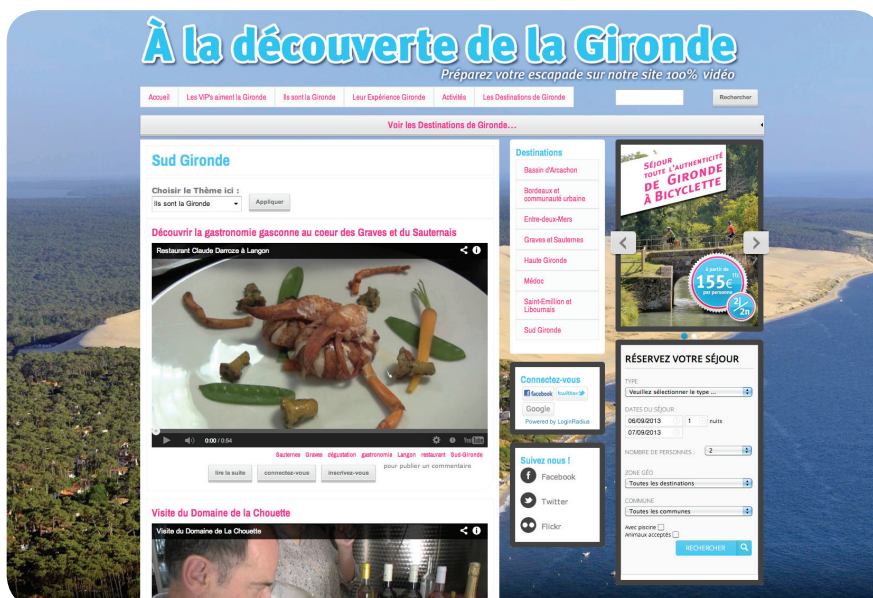 À la découverte de la Gironde
Préparez votre escapade sur notre site 100% vidéo
Accueil
Les VIP's aiment la Gironde
Ils sont la Gironde
Leur Expérience Gironde
Activités
Les Destinations de Gironde
Rechercher
Voir les Destinations de Gironde...
Sud Gironde
Choisir le Thème ici :
Ils sont la Gironde
Appliquer
Découvrir la gastronomie gasconne au coeur des Graves et du Sauternais
Restaurant Claude Darroze à Langon
0:00 / 0:54
YouTube
Sauternes Graves dégustation gastronomie Langon restaurant Sud-Gironde
lire la suite
connectez-vous
inscrivez-vous
pour publier un commentaire
Visite du Domaine de la Chouette
Visite du Domaine de La Chouette
Destinations
Bassin d'Arcachon
Bordeaux et
communauté urbaine
Entre-deux-Mers
Graves et Sauternes
Haute Gironde
Médoc
Saint-Emillion et
Libournais
Sud Gironde
Connectez-vous
facebook
twitter
Google
Powered by LoginRadius
Suivez nous !
Facebook
Twitter
Flickr
SÉJOUR
TOUTE L'AUTHENTICITÉ
DE GIRONDE
À BICYCLETTE
à partir de
155€ TTC
par personne
2j/2n
RÉSERVEZ VOTRE SÉJOUR
TYPE
Veuillez sélectionner le type ...
DATES DU SÉJOUR
06/09/2013
1
nuits
07/09/2013
NOMBRE DE PERSONNES :
2
ZONE GÉO
Toutes les destinations
COMMUNE
Toutes les communes
Avec piscine
Animaux acceptés
RECHERCHER